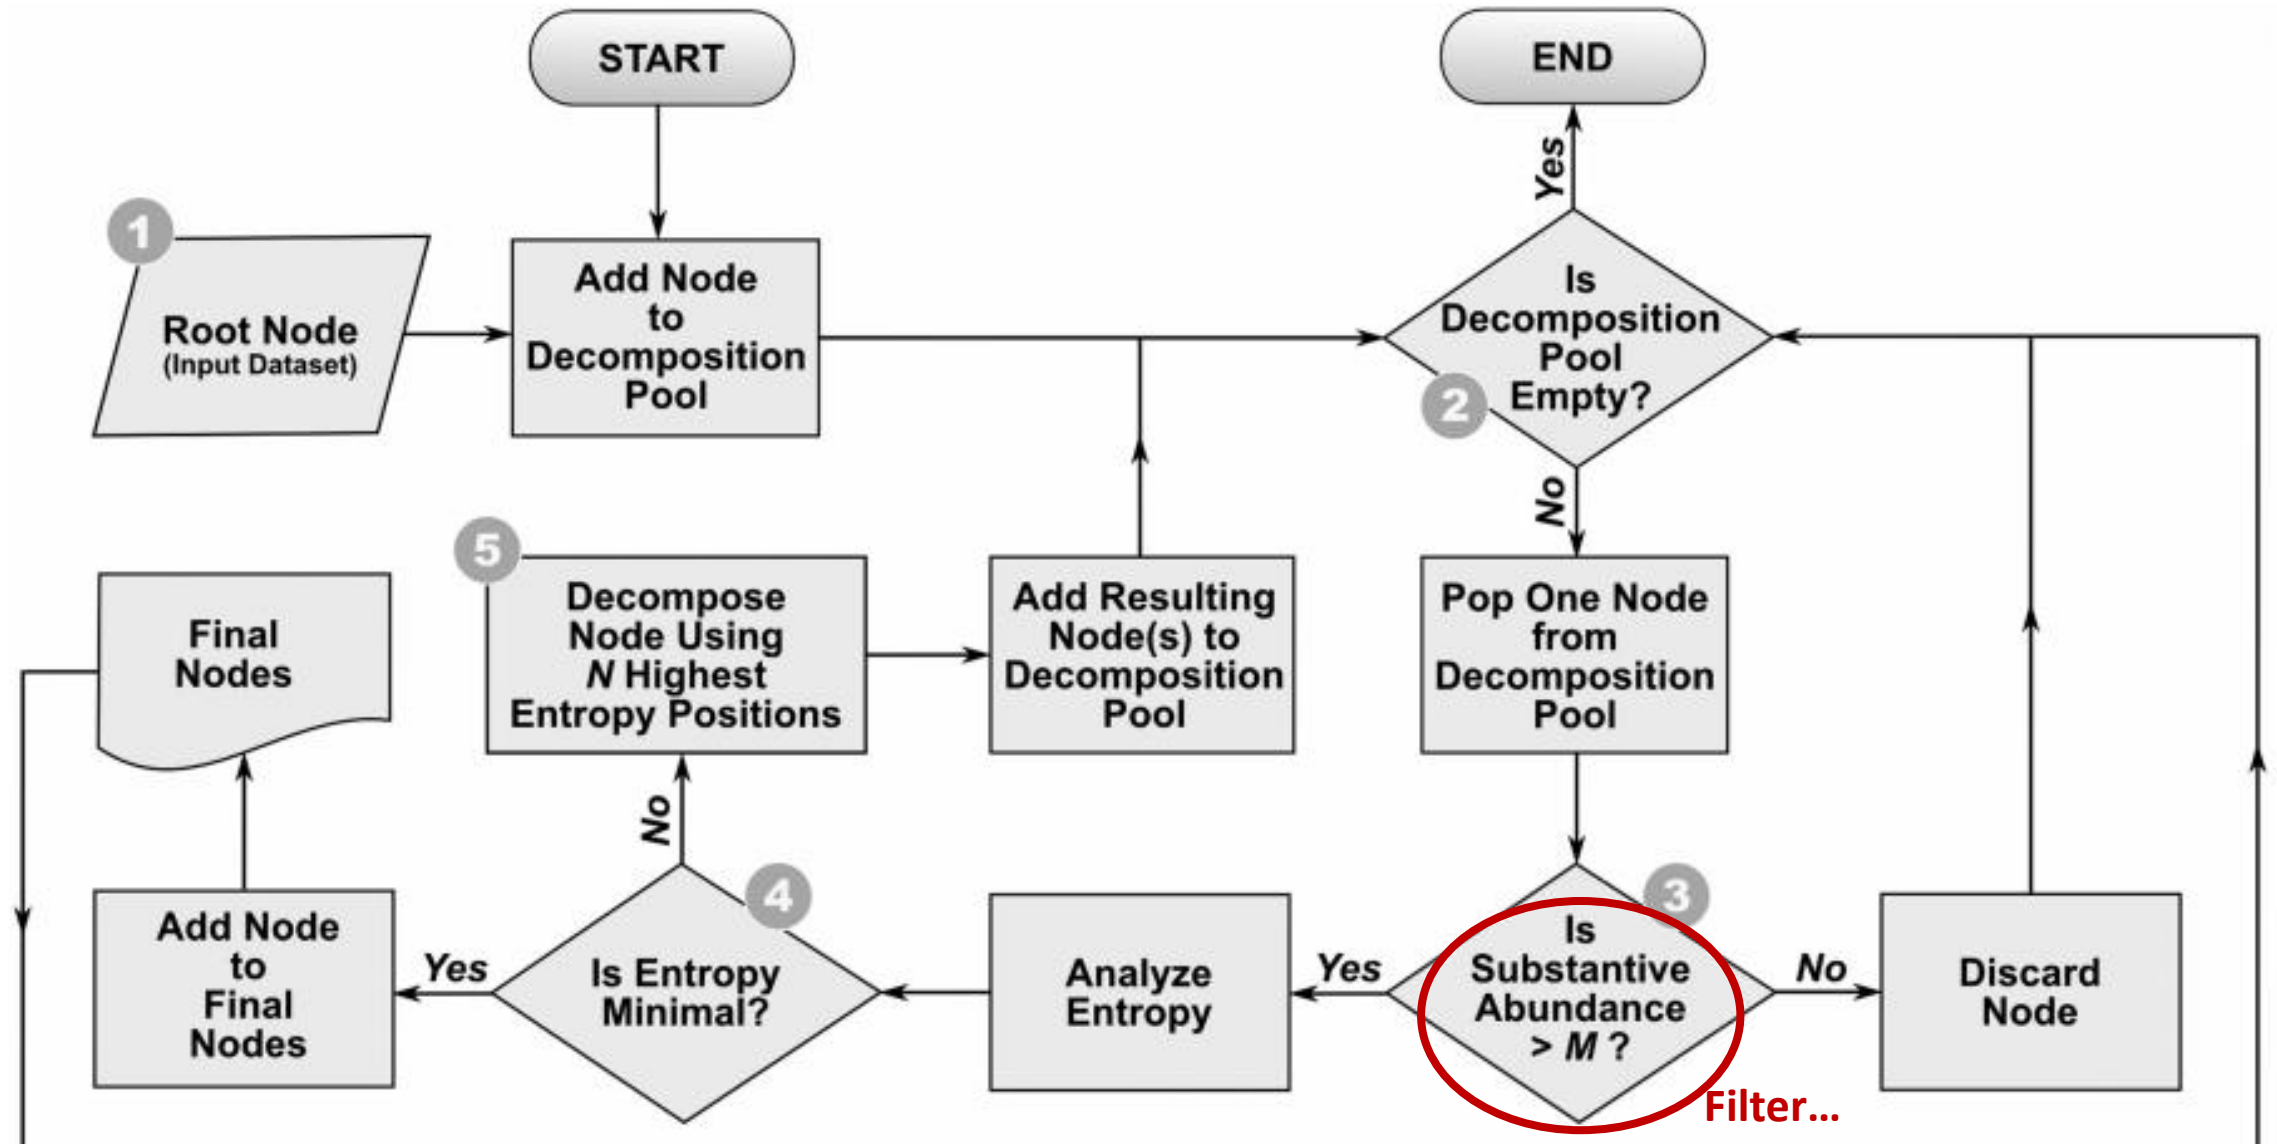 START
END
Yes
1
Root Node
(Input Dataset)
Add Node
to
Decomposition
Pool
Is
Decomposition
Pool
Empty?
2
No
5
Final
Nodes
Decompose
Node Using
N Highest
Entropy Positions
Add Resulting
Node(s) to
Decomposition
Pool
Pop One Node
from
Decomposition
Pool
No
4
3
Add Node
to
Final
Nodes
Yes
Is Entropy
Minimal?
Analyze
Entropy
Yes
Is
Substantive
Abundance
> M ?
No
Discard
Node
Filter...